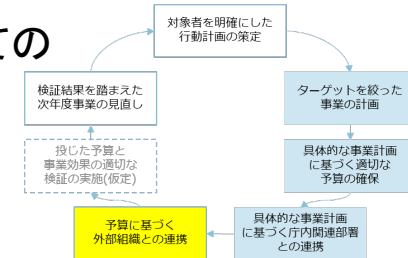 ての
対象者を明確にした
行動計画の策定
ターゲットを絞った
事業の計画
具体的な事業計画
に基づく適切な
予算の確保
具体的な事業計画
に基づく庁内関連部署
との連携
予算に基づく
外部組織との連携
投じた予算と
事業効果の適切な
検証の実施(仮定)
検証結果を踏まえた
次年度事業の見直し